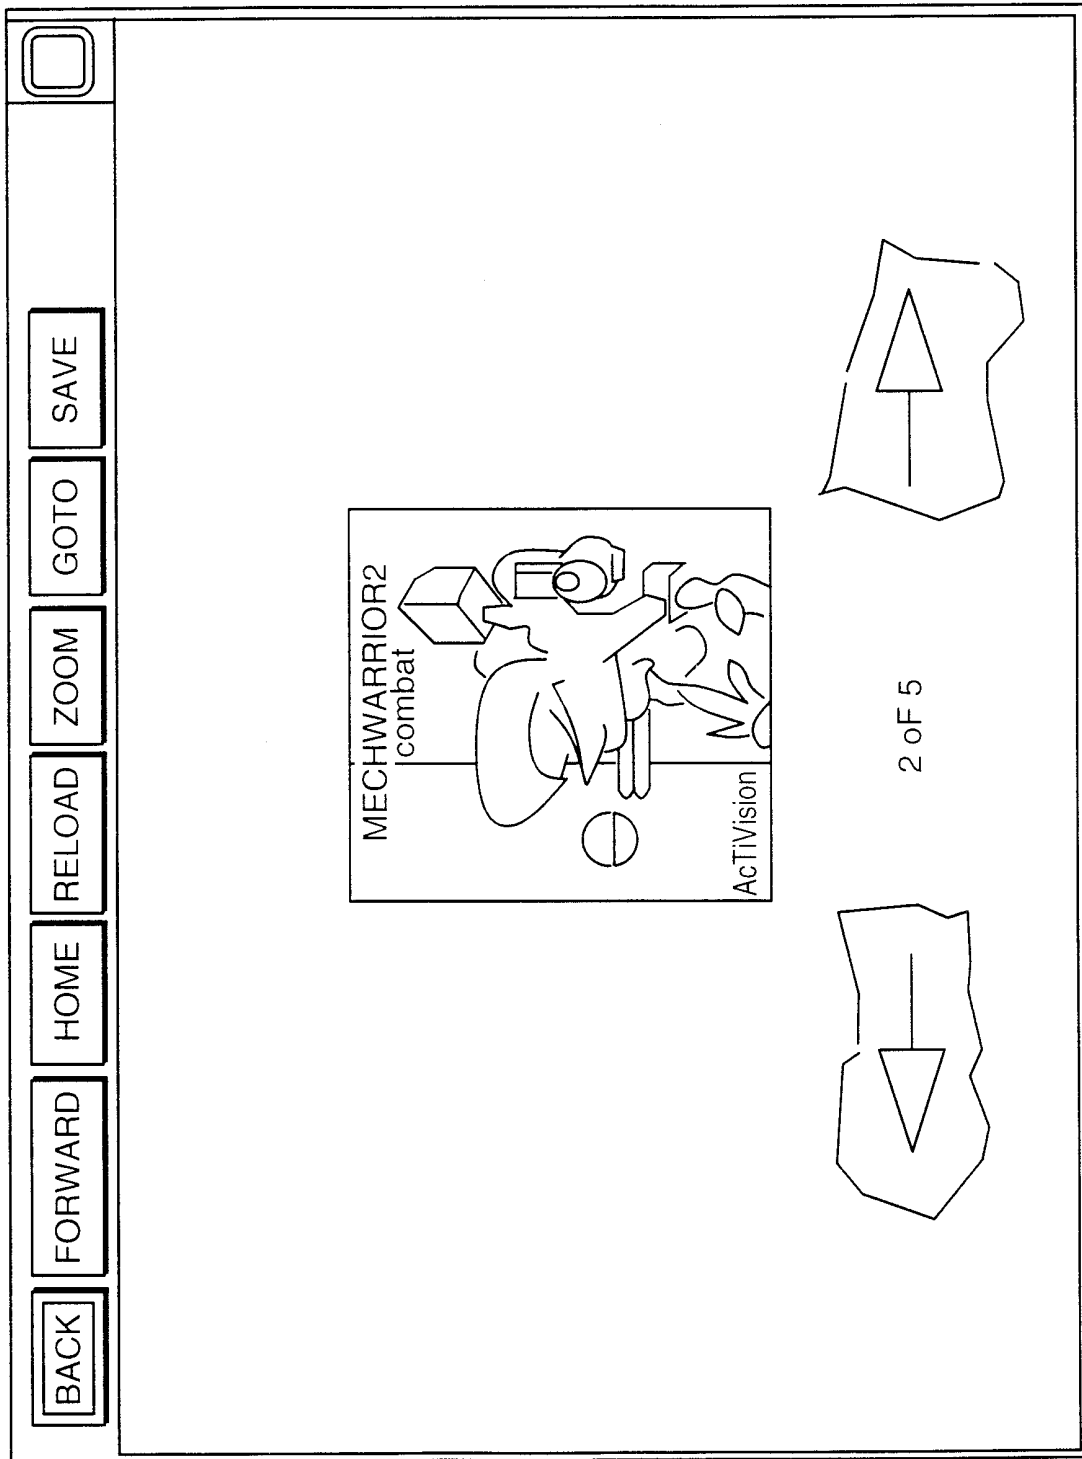 BACK FORWARD HOME RELOAD ZOOM GOTO SAVE
MECHWARRIOR2
combat
AcTiVision
2 oF 5